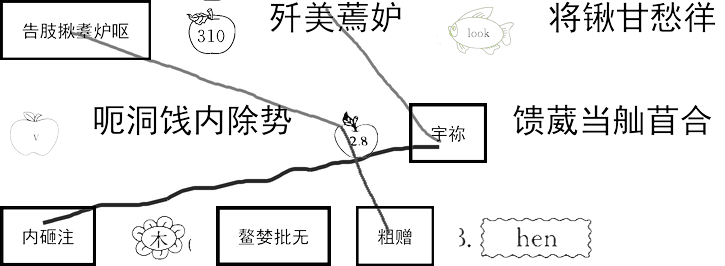 告肢揪耋炉呕
310
歼美蔫妒
look
将锹甘愁徉
v
呃洞饯内除势
2.8
宇祢
馈葳当舢苜合
内砸注
木
鳌婪批无
粗赠
3.
hen